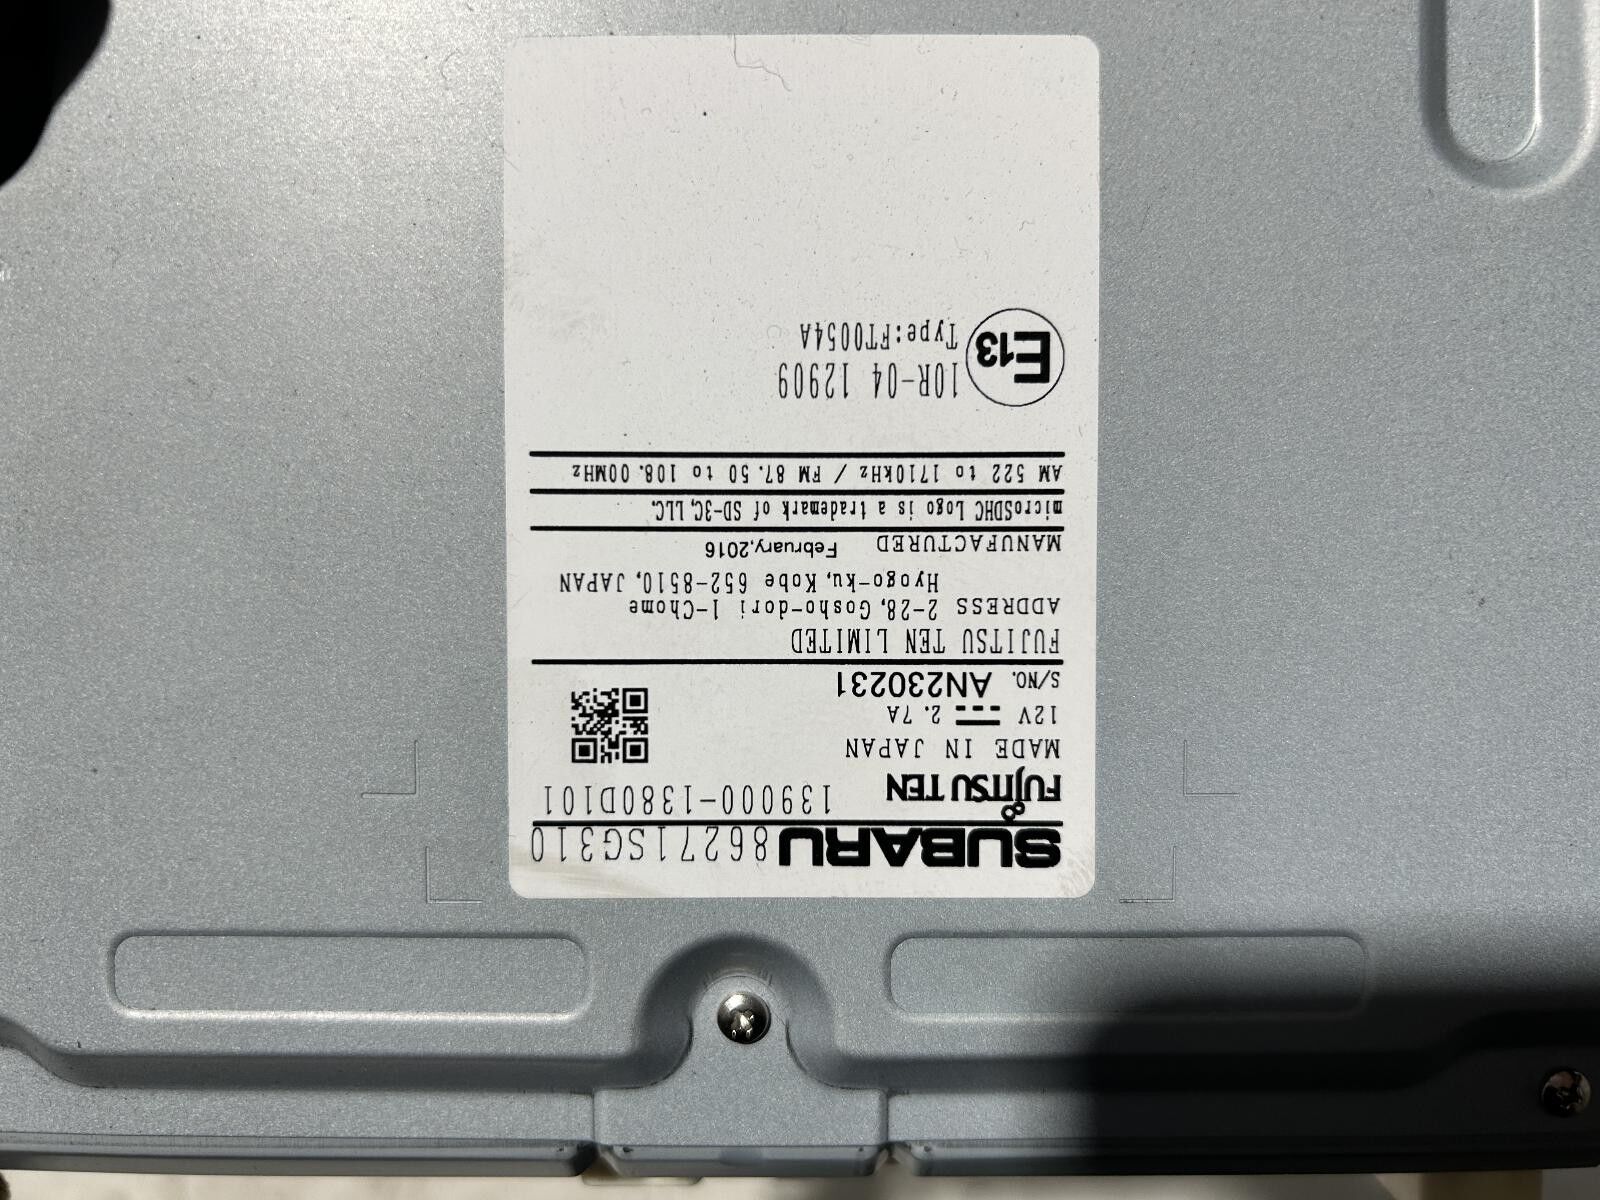 SUBARU 86271SG310
FUJITSU TEN 139000-1380D101
MADE IN JAPAN
12V 2.7A
S/NO. AN230231
FUJITSU TEN LIMITED
ADDRESS 2-28, Gosho-dori 1-Chome
Hyogo-ku, Kobe 652-8510, JAPAN
MANUFACTURED February,2016
microSDHC Logo is a trademark of SD-3C, LLC.
AM 522 to 1710kHz / FM 87.50 to 108.00MHz
E13 10R-04 12909
Type:FT0054A